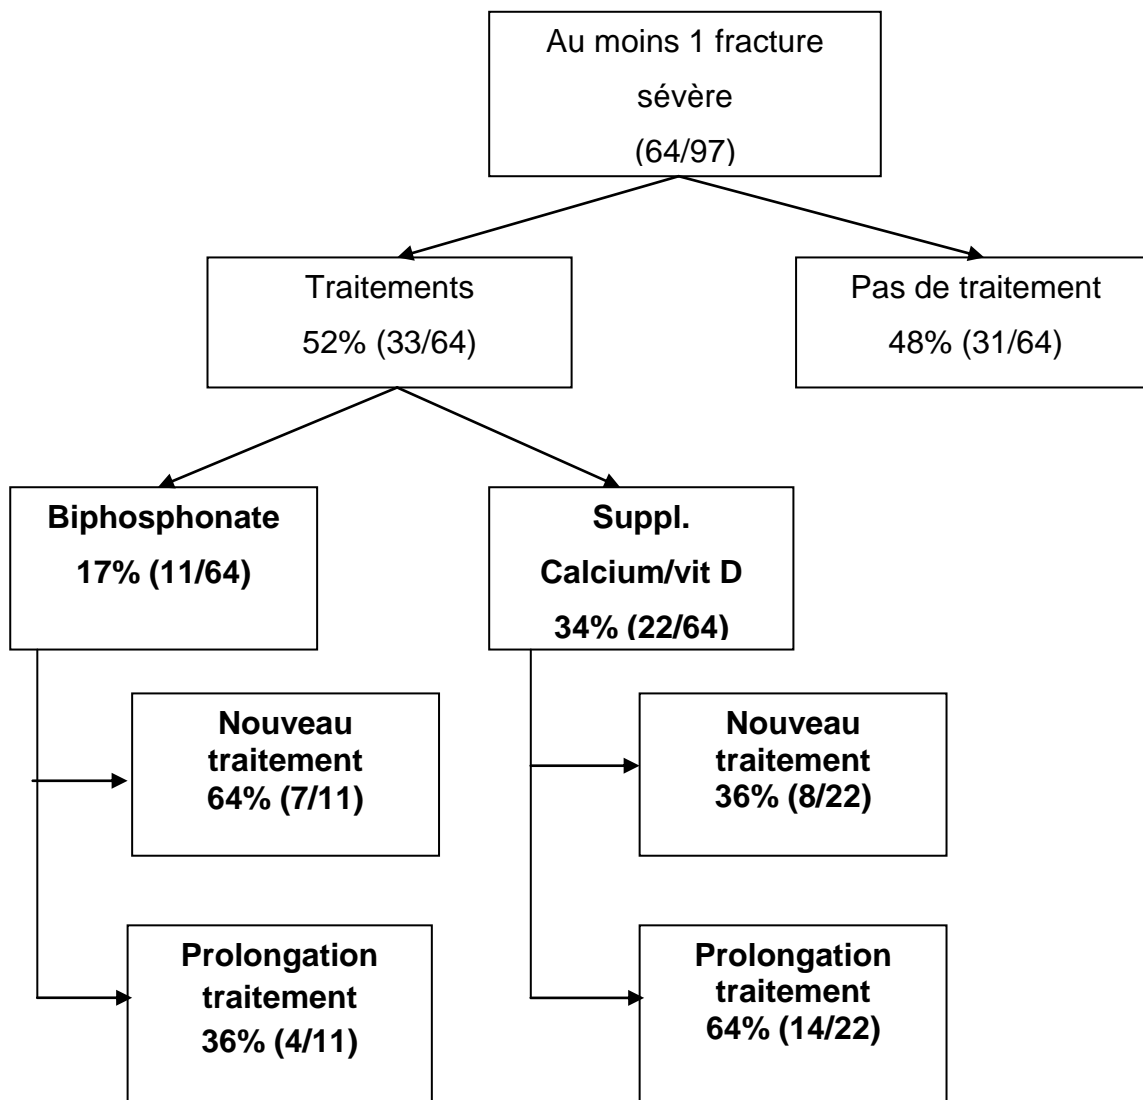 Au moins 1 fracture
sévère
(64/97)
Traitements
52% (33/64)
Pas de traitement
48% (31/64)
Biphosphonate
17% (11/64)
Suppl.
Calcium/vit D
34% (22/64)
Nouveau
traitement
64% (7/11)
Nouveau
traitement
36% (8/22)
Prolongation
traitement
36% (4/11)
Prolongation
traitement
64% (14/22)